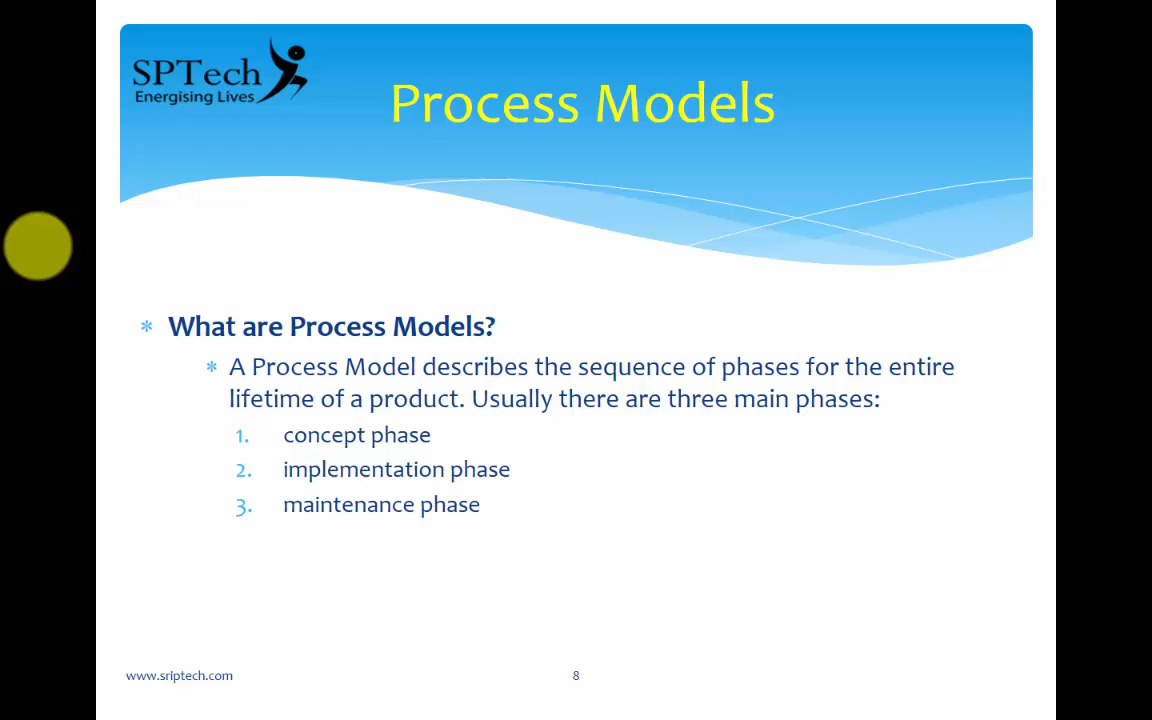 SPTech
Energising Lives
Process Models
* What are Process Models?
* A Process Model describes the sequence of phases for the entire
lifetime of a product. Usually there are three main phases:
1. concept phase
2. implementation phase
3. maintenance phase
www.sriptech.com
8